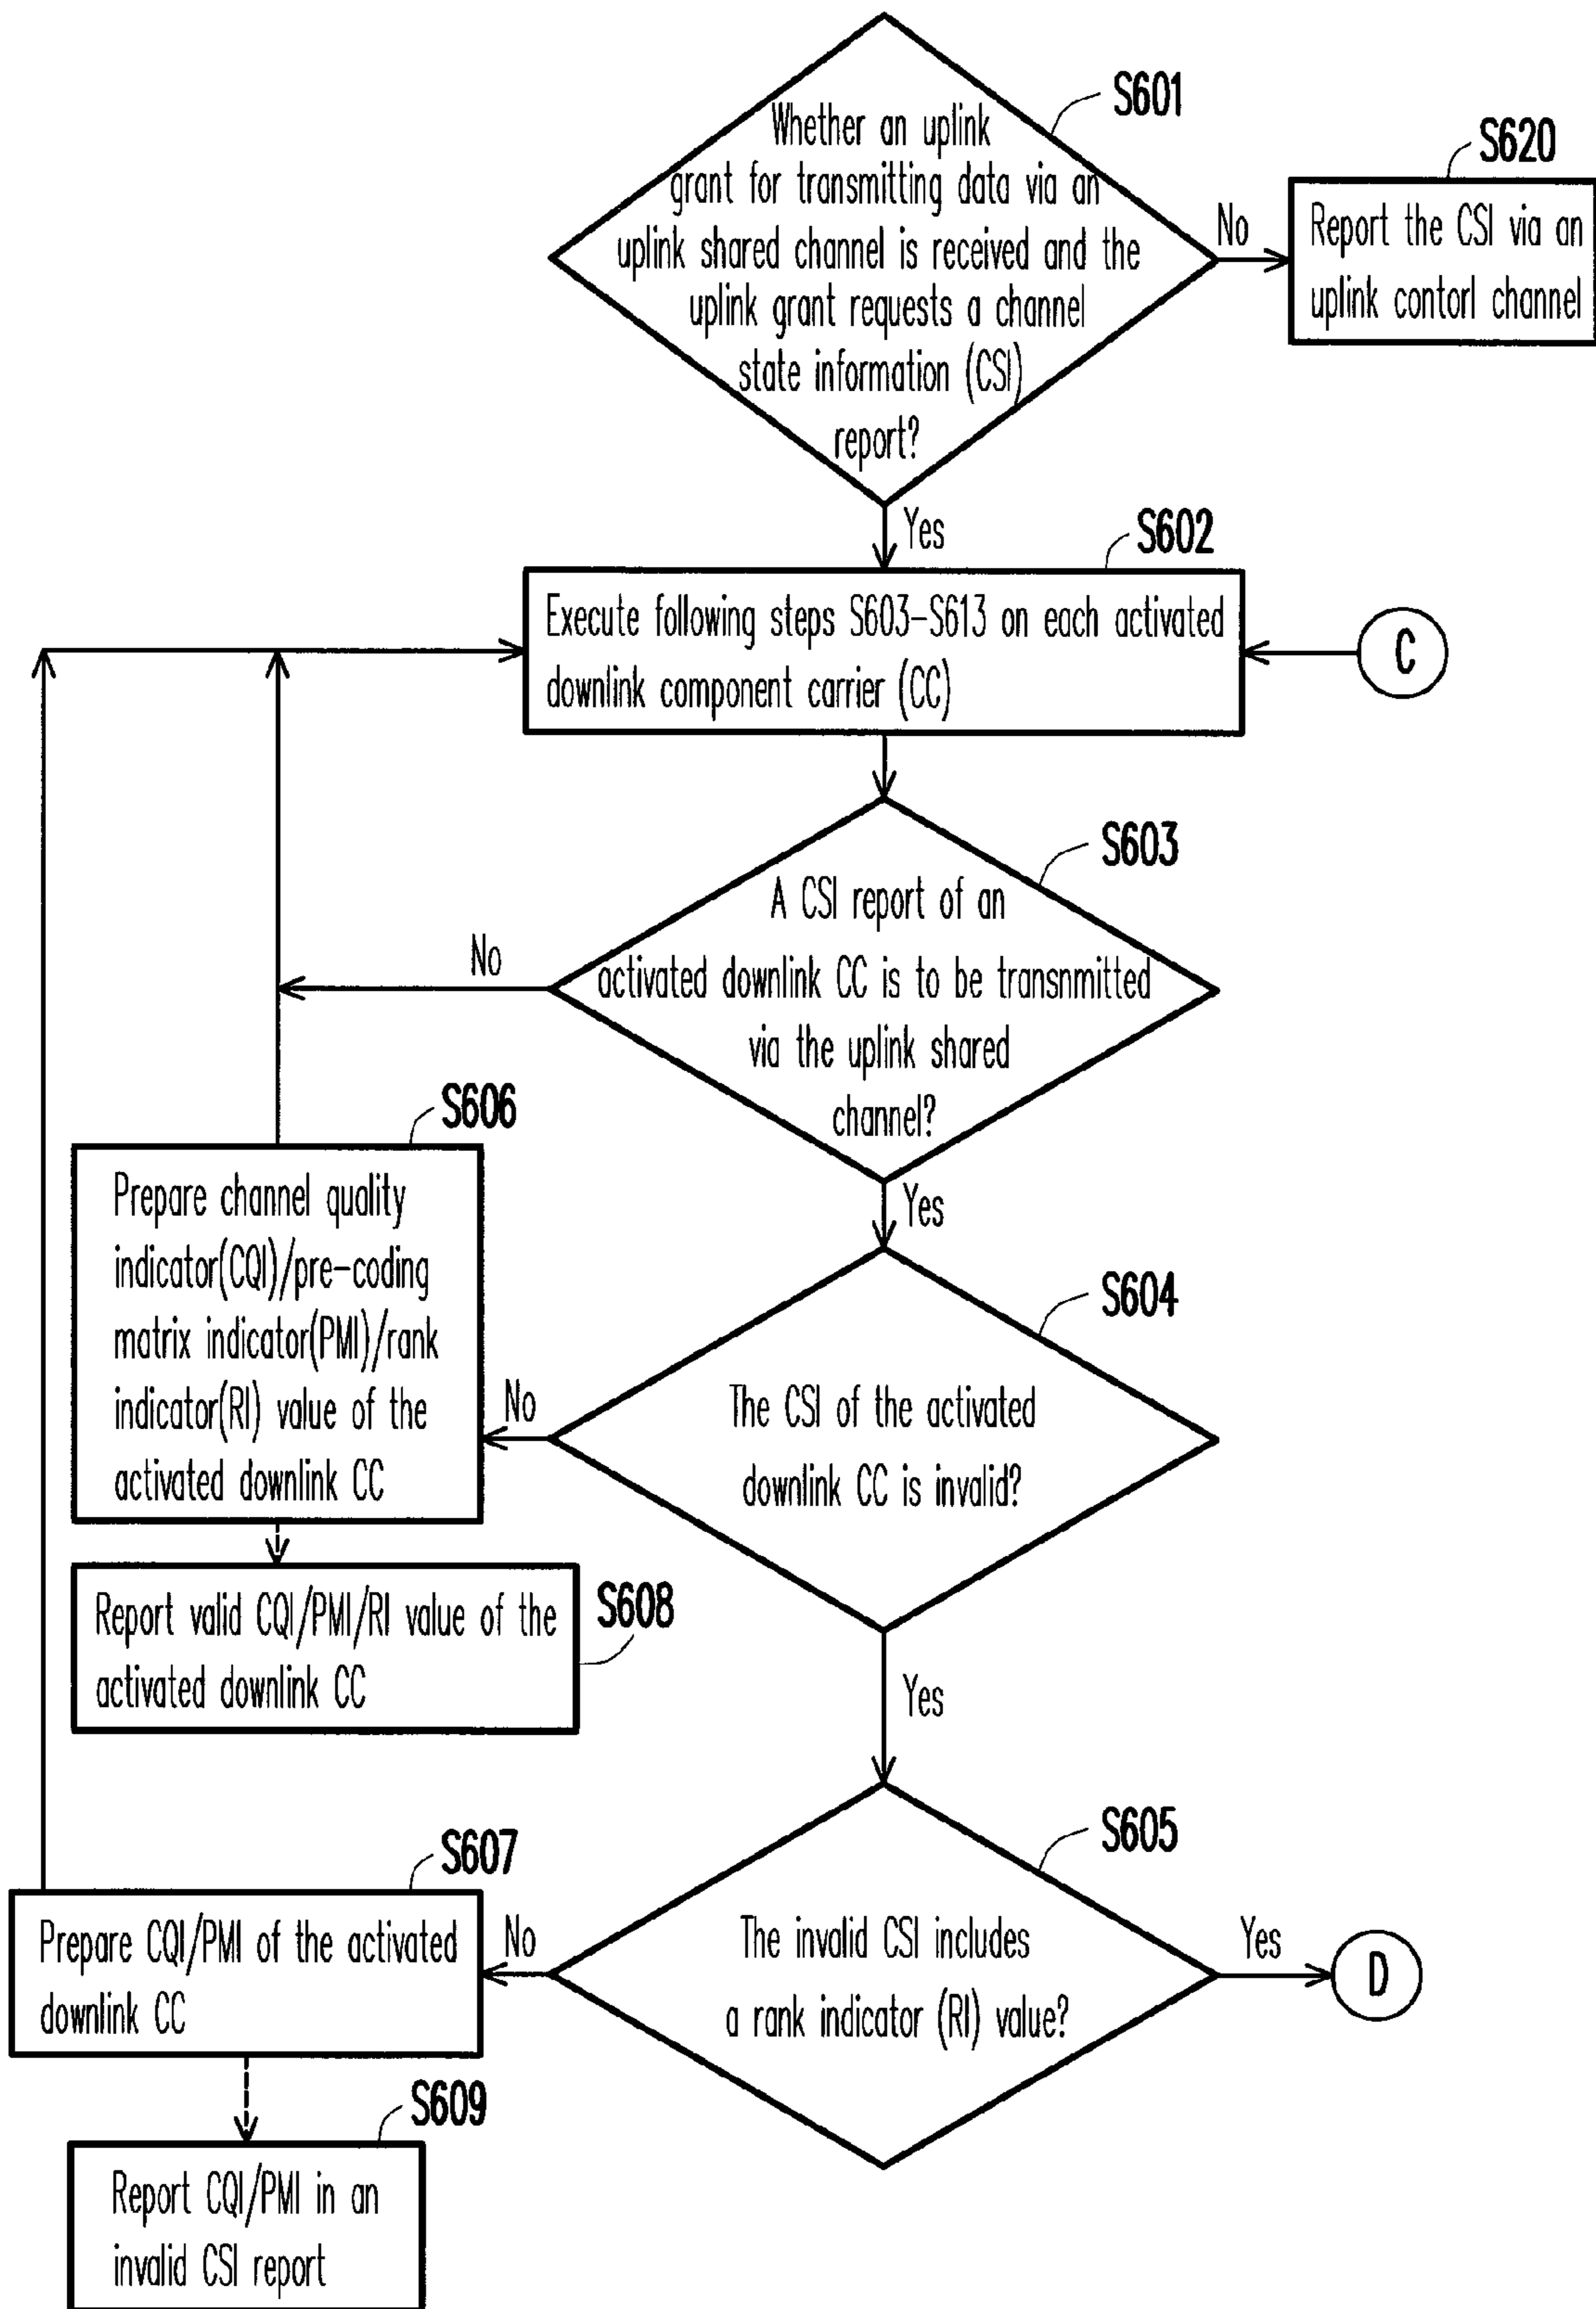 S601
Whether an uplink
grant for transmitting data via an
uplink shared channel is received and the
uplink grant requests a channel
state information (CSI)
report?
No
S620
Report the CSI via an
uplink contorl channel
Yes
S602
Execute following steps S603-S613 on each activated
downlink component carrier (CC)
C
S603
A CSI report of an
activated downlink CC is to be transnmitted
via the uplink shared
channel?
No
Yes
S606
Prepare channel quality
indicator(CQI)/pre-coding
matrix indicator(PMI)/rank
indicator(RI) value of the
activated downlink CC
No
S604
The CSI of the activated
downlink CC is invalid?
S608
Report valid CQI/PMI/RI value of the
activated downlink CC
Yes
S605
The invalid CSI includes
a rank indicator (RI) value?
Yes
D
No
S607
Prepare CQI/PMI of the activated
downlink CC
S609
Report CQI/PMI in an
invalid CSI report